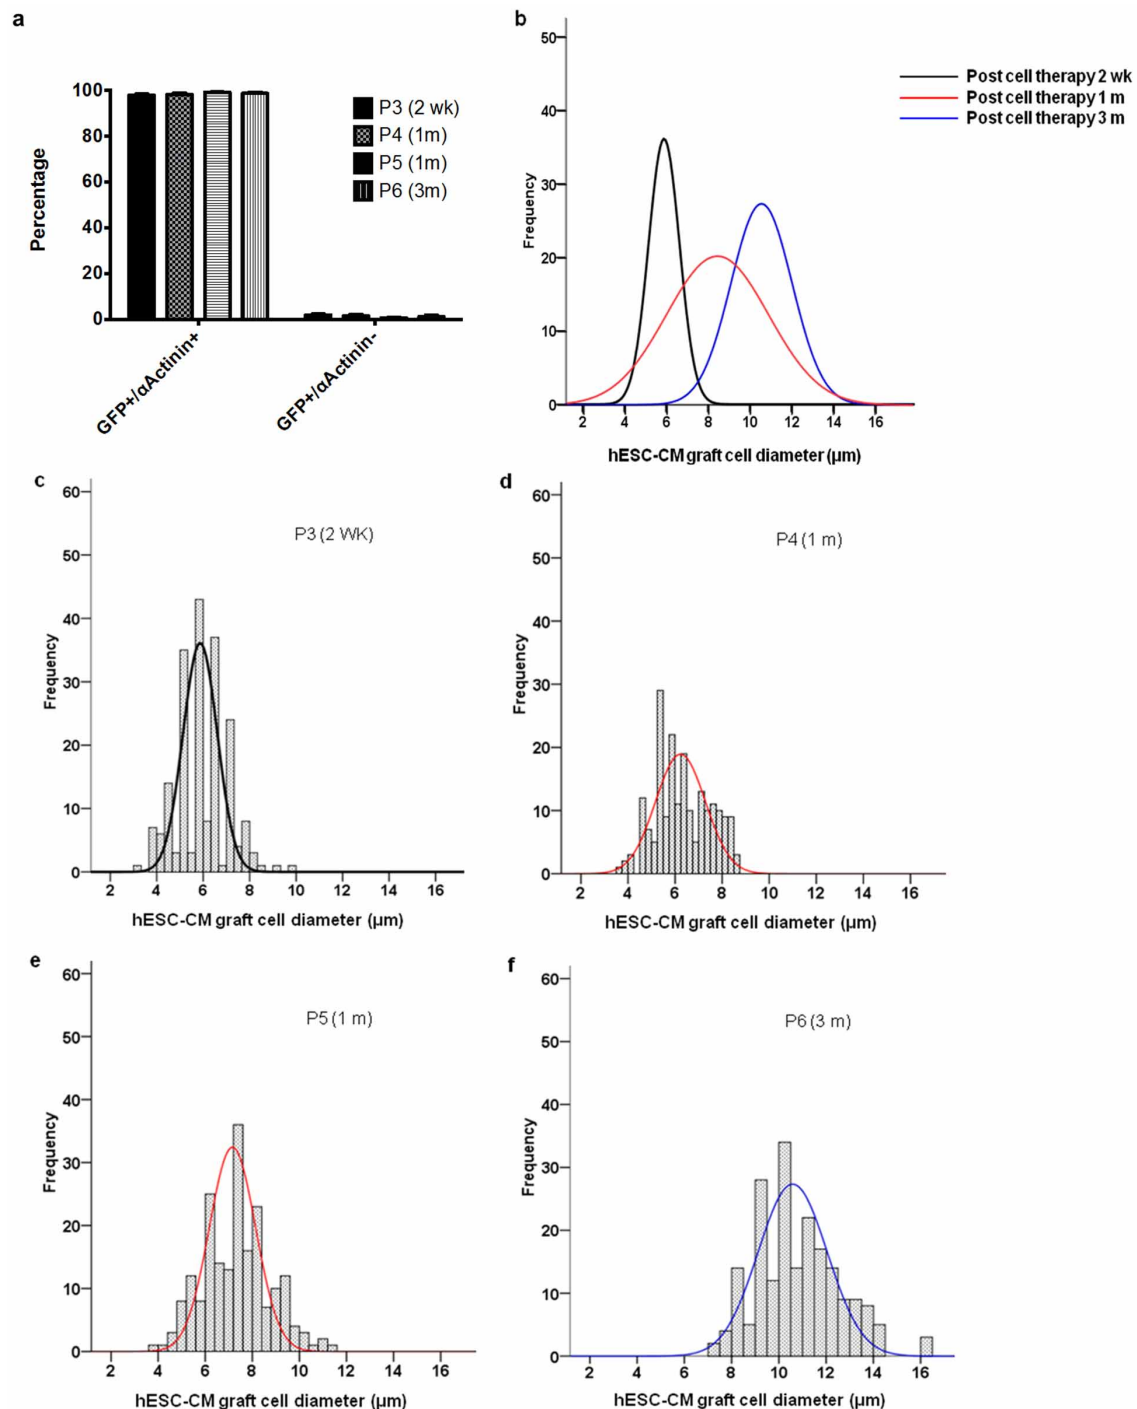 a
Percentage
100
80
60
40
20
0
P3 (2 wk)
P4 (1m)
P5 (1m)
P6 (3m)
GFP+/αActinin+
GFP+/αActinin-
b
Frequency
50
40
30
20
10
0
2 4 6 8 10 12 14 16
hESC-CM graft cell diameter (µm)
Post cell therapy 2 wk
Post cell therapy 1 m
Post cell therapy 3 m
c
P3 (2 WK)
Frequency
60
50
40
30
20
10
0
2 4 6 8 10 12 14 16
hESC-CM graft cell diameter (µm)
d
P4 (1 m)
Frequency
60
50
40
30
20
10
0
2 4 6 8 10 12 14 16
hESC-CM graft cell diameter (µm)
e
P5 (1 m)
Frequency
60
50
40
30
20
10
0
2 4 6 8 10 12 14 16
hESC-CM graft cell diameter (µm)
f
P6 (3 m)
Frequency
60
50
40
30
20
10
0
2 4 6 8 10 12 14 16
hESC-CM graft cell diameter (µm)